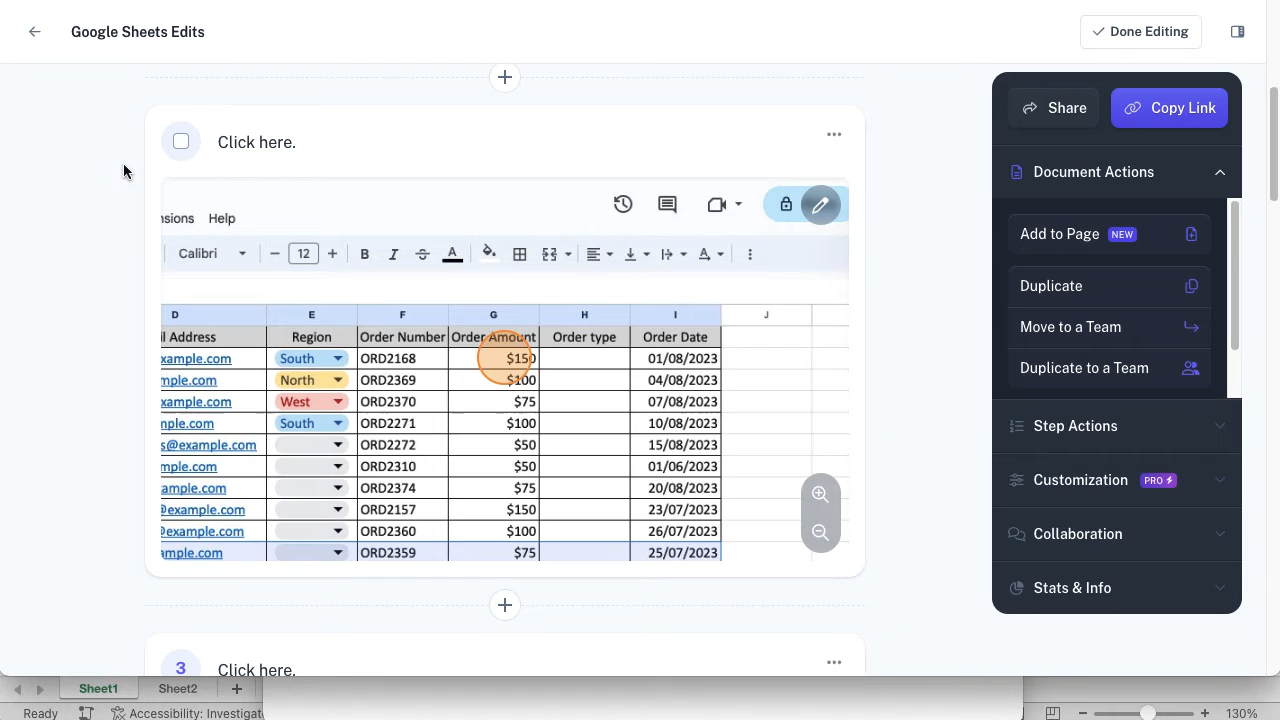 Google Sheets Edits
Done Editing
Click here.
Share
Copy Link
Document Actions
Add to Page NEW
Duplicate
Move to a Team
Duplicate to a Team
Step Actions
Customization PRO
Collaboration
Stats & Info
nsions Help
Calibri 12 B I S A
D E F G H I J
il Address Region Order Number Order Amount Order type Order Date
xample.com South ORD2168 $150 01/08/2023
mple.com North ORD2369 $100 04/08/2023
xample.com West ORD2370 $75 07/08/2023
mple.com South ORD2271 $100 10/08/2023
s@example.com ORD2272 $50 15/08/2023
mple.com ORD2310 $50 01/06/2023
ample.com ORD2374 $75 20/08/2023
@example.com ORD2157 $150 23/07/2023
@example.com ORD2360 $100 26/07/2023
ample.com ORD2359 $75 25/07/2023
3 Click here.
Sheet1 Sheet2
Ready Accessibility: Investigat 130%